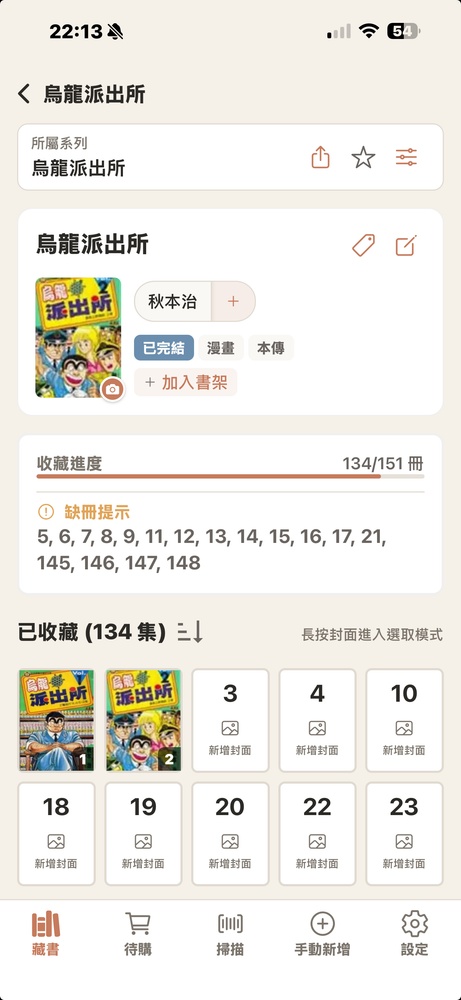 22:13
54
烏龍派出所
所屬系列
烏龍派出所
烏龍派出所
烏龍
派出所
2
秋本治
+
已完結
漫畫
本傳
+ 加入書架
收藏進度
134/151 冊
缺冊提示
5, 6, 7, 8, 9, 11, 12, 13, 14, 15, 16, 17, 21,
145, 146, 147, 148
已收藏 (134 集)
長按封面進入選取模式
烏龍
派出所
Vol.
1
烏龍
派出所
2
2
3
新增封面
4
新增封面
10
新增封面
18
新增封面
19
新增封面
20
新增封面
22
新增封面
23
新增封面
藏書
待購
掃描
手動新增
設定